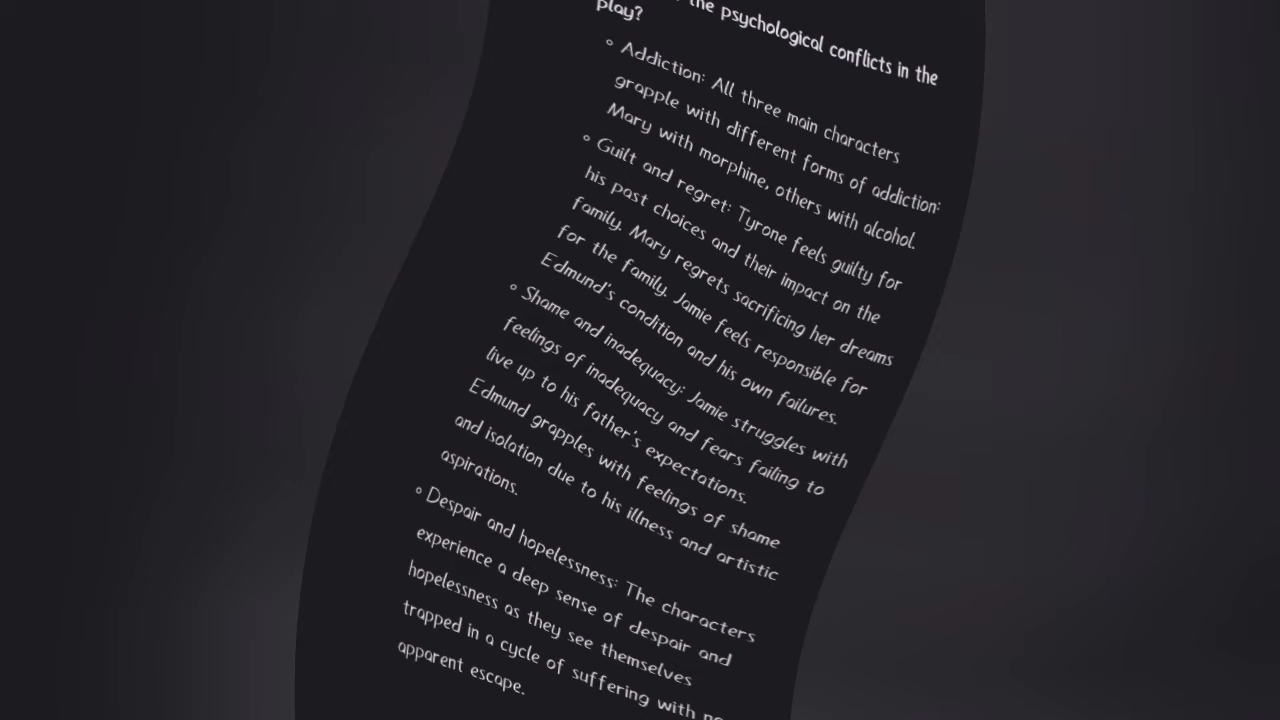 the psychological conflicts in the
play?
◦ Addiction: All three main characters
grapple with different forms of addiction:
Mary with morphine, others with alcohol.
◦ Guilt and regret: Tyrone feels guilty for
his past choices and their impact on the
family. Mary regrets sacrificing her dreams
for the family. Jamie feels responsible for
Edmund's condition and his own failures.
◦ Shame and inadequacy: Jamie struggles with
feelings of inadequacy and fears failing to
live up to his father's expectations.
Edmund grapples with feelings of shame
and isolation due to his illness and artistic
aspirations.
◦ Despair and hopelessness: The characters
experience a deep sense of despair and
hopelessness as they see themselves
trapped in a cycle of suffering with no
apparent escape.